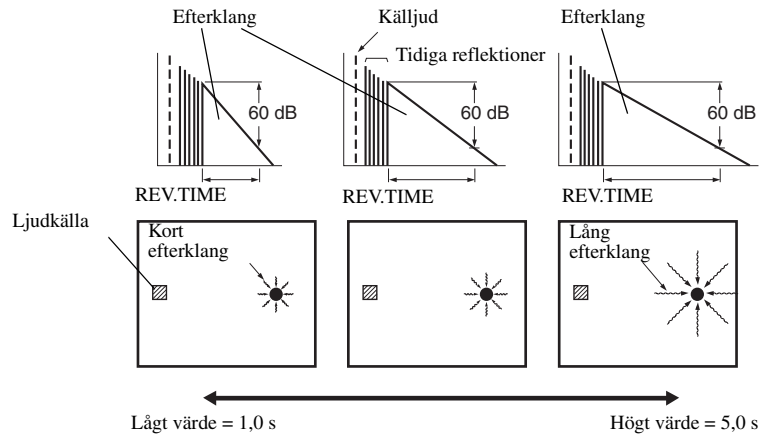 Efterklang
Källjud
Efterklang
Tidiga reflektioner
60 dB
60 dB
60 dB
REV.TIME
REV.TIME
REV.TIME
Ljudkälla
Kort
efterklang
Lång
efterklang
Lågt värde = 1,0 s
Högt värde = 5,0 s